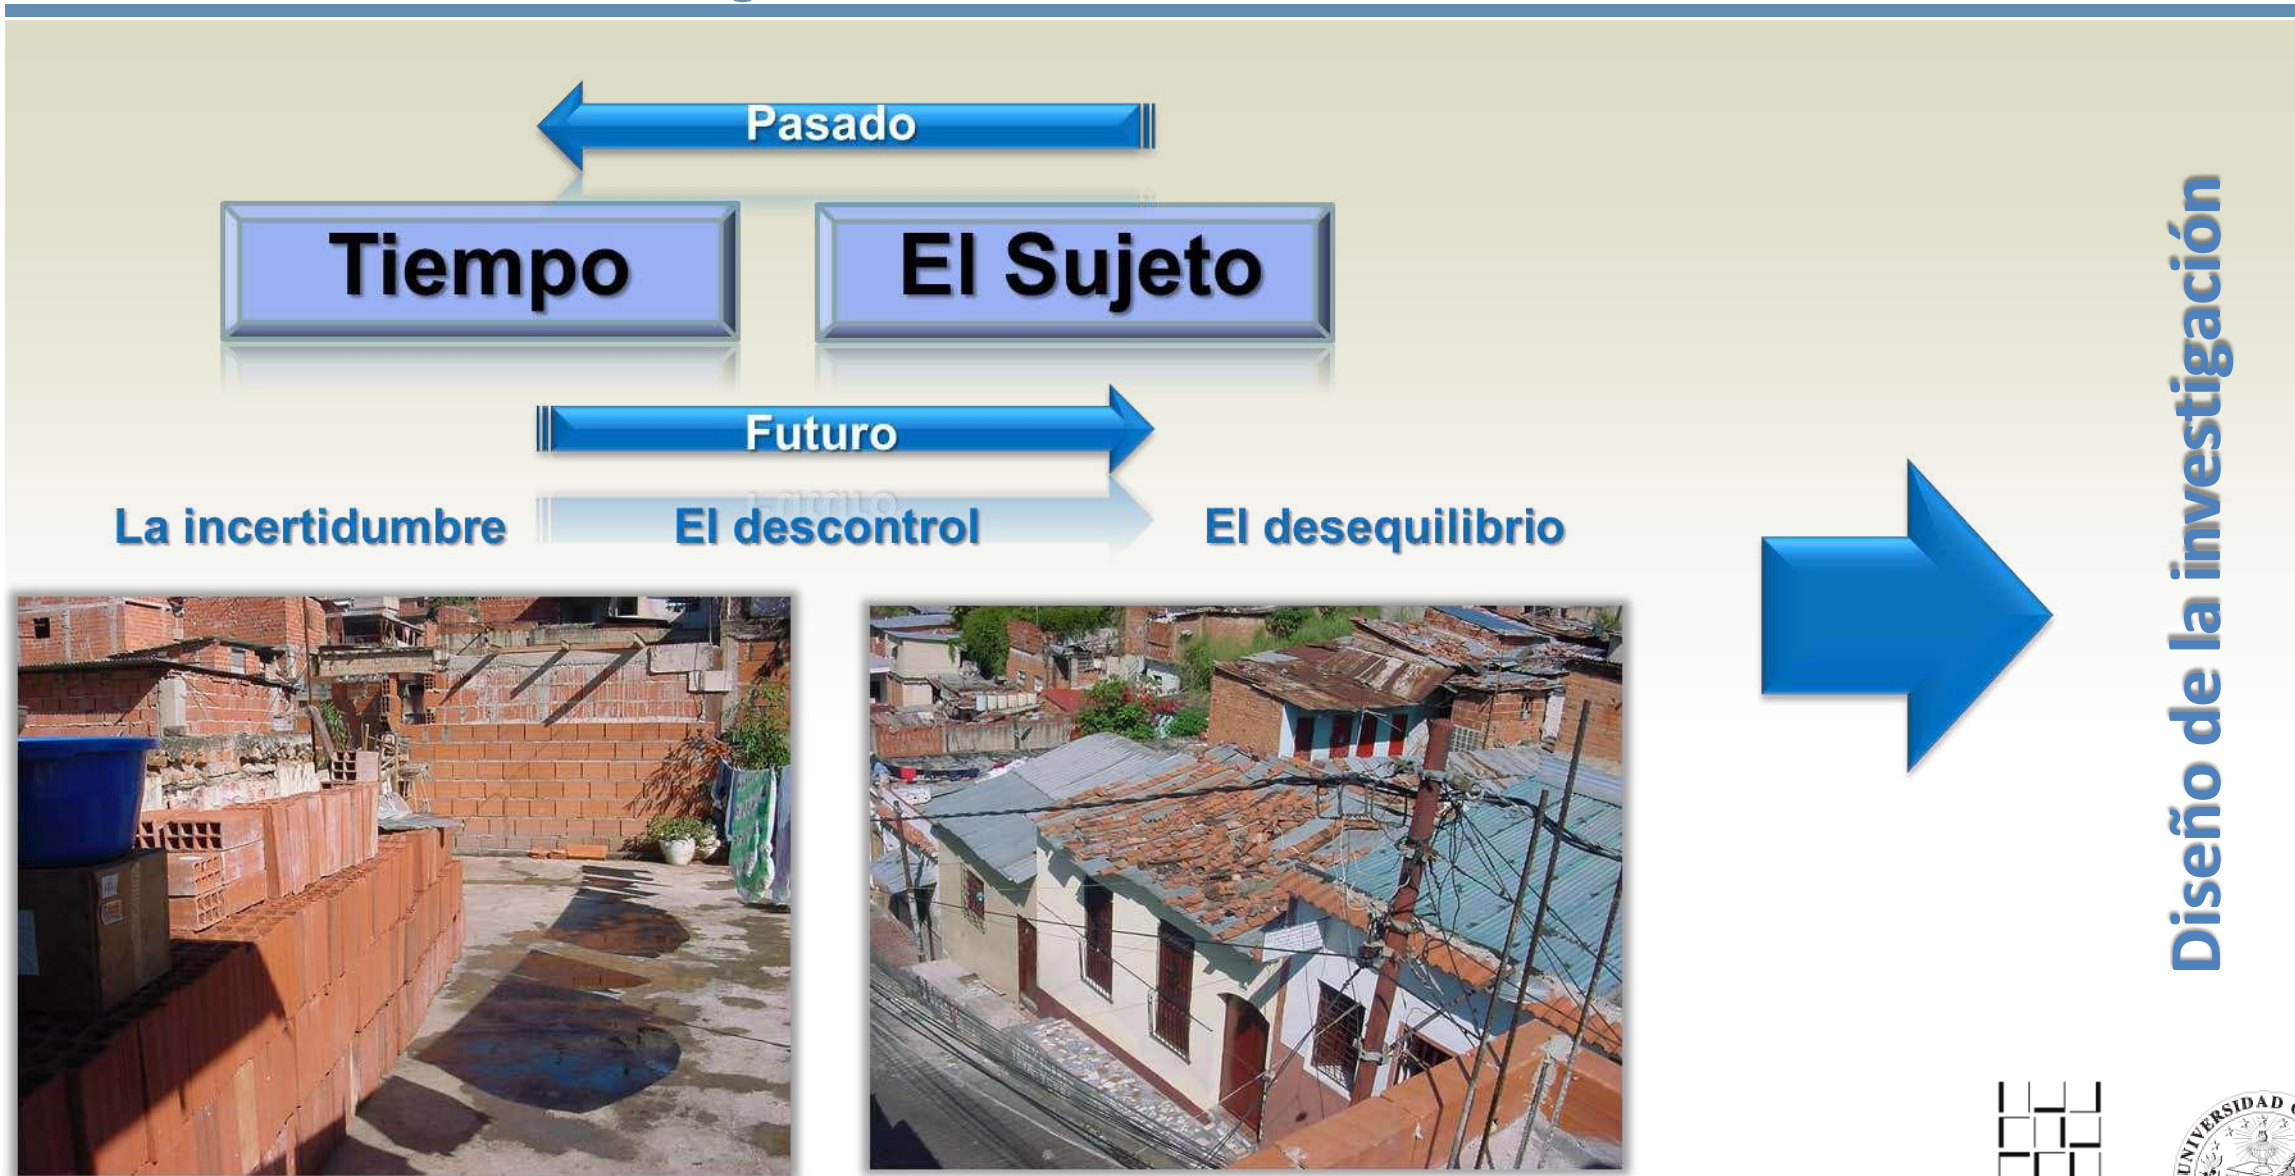 Pasado
Tiempo
El Sujeto
Futuro
La incertidumbre
El descontrol
El desequilibrio
Diseño de la investigación